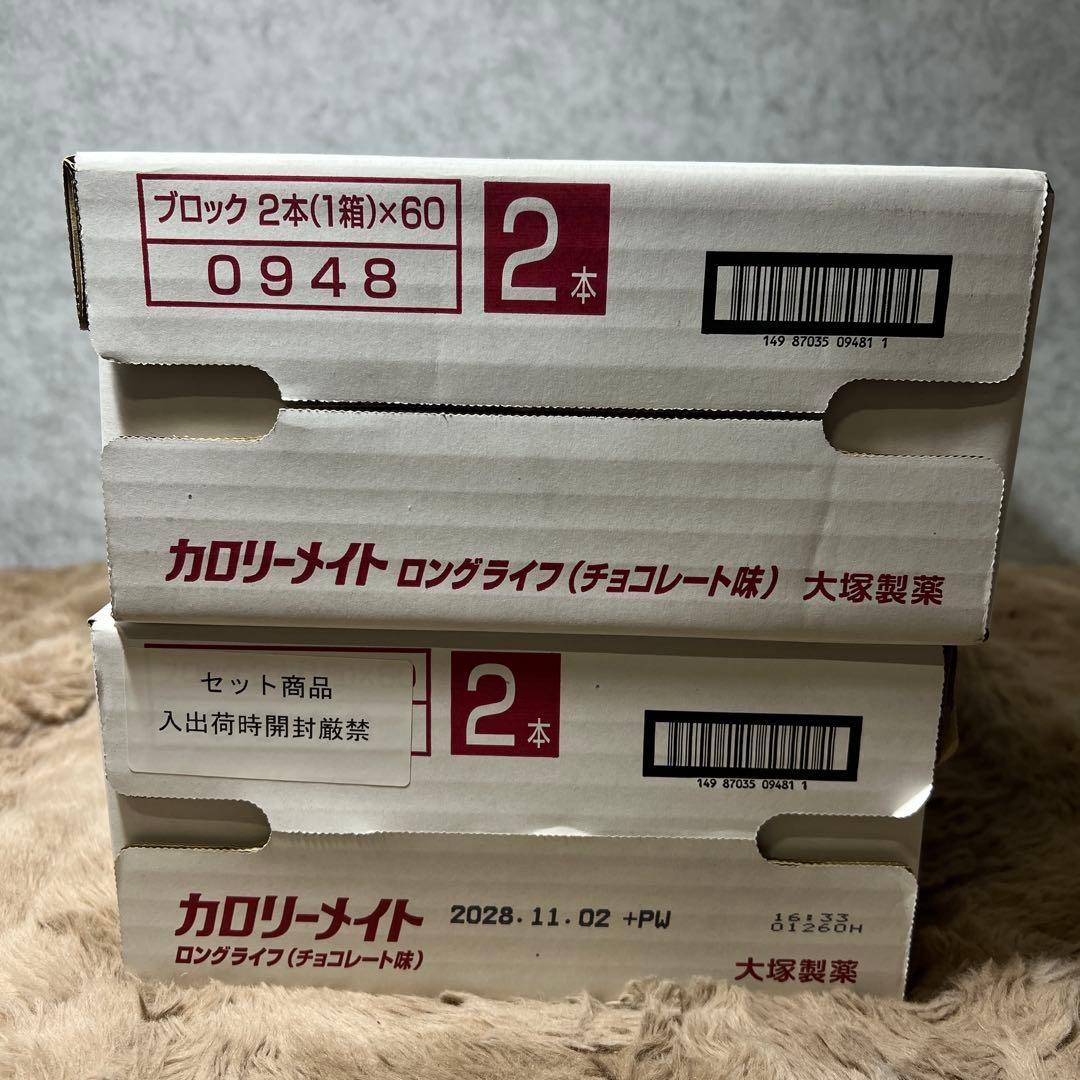 ブロック 2本(1箱)×60
0948
2本
149 87035 09481 1
カロリーメイト ロングライフ(チョコレート味) 大塚製薬
セット商品
入出荷時開封厳禁
2本
149 87035 09481 1
カロリーメイト
2028.11.02 +PW
16:33
01260H
ロングライフ(チョコレート味)
大塚製薬